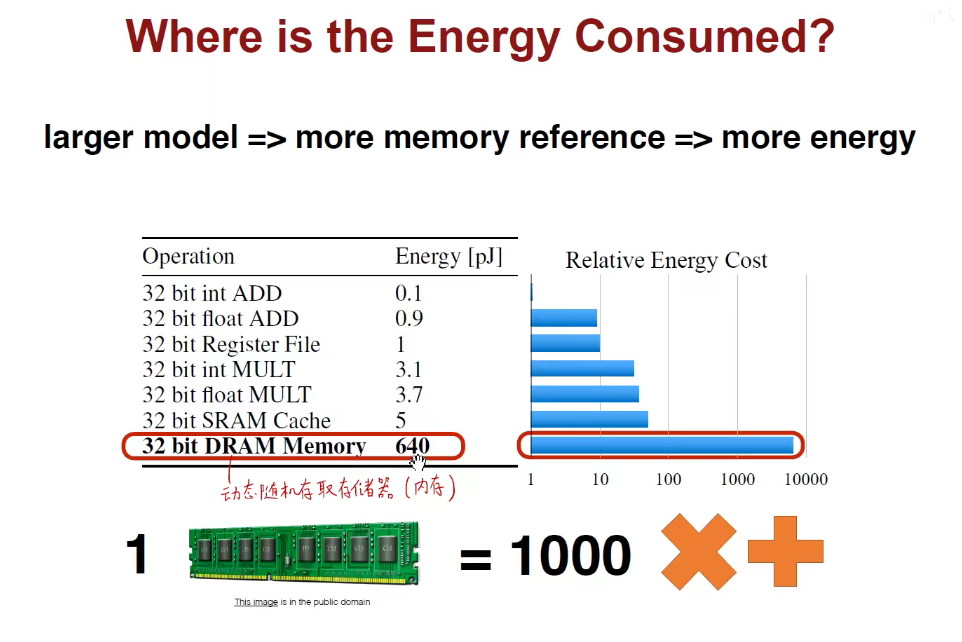 Where is the Energy Consumed?
larger model => more memory reference => more energy
Operation Energy [pJ]
32 bit int ADD 0.1
32 bit float ADD 0.9
32 bit Register File 1
32 bit int MULT 3.1
32 bit float MULT 3.7
32 bit SRAM Cache 5
32 bit DRAM Memory 640
Relative Energy Cost
1 10 100 1000 10000
动态随机存取存储器(内存)
1 = 1000
This image is in the public domain